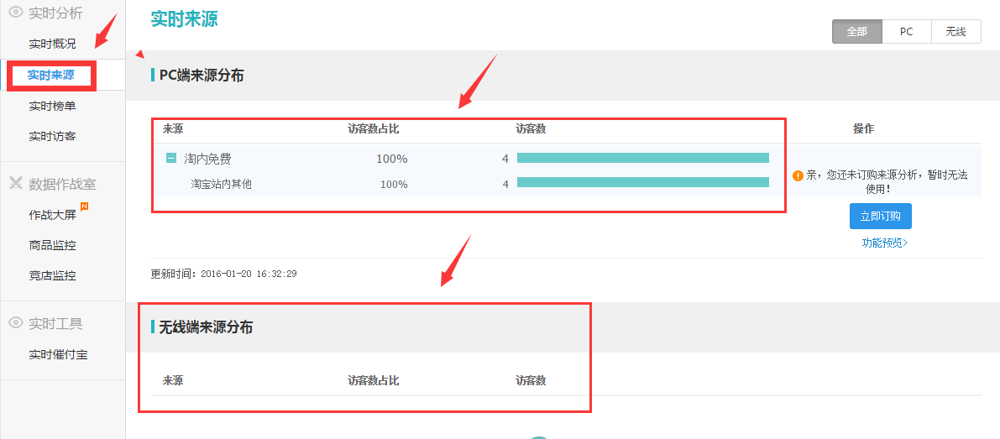 实时分析
实时概况
实时来源
实时榜单
实时访客
数据作战室
作战大屏 N
商品监控
竞店监控
实时工具
实时催付宝
实时来源
全部 PC 无线
PC端来源分布
来源 访客数占比 访客数 操作
淘内免费 100% 4
淘宝站内其他 100% 4
亲，您还未订购来源分析，暂时无法
使用！
立即订购
功能预览>
更新时间：2016-01-20 16:32:29
无线端来源分布
来源 访客数占比 访客数